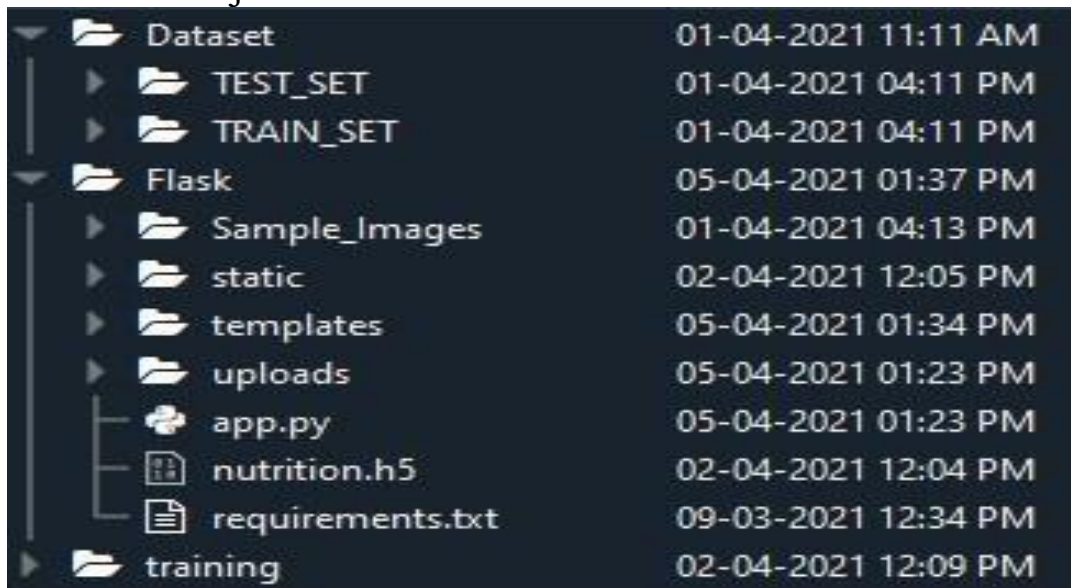 Dataset 01-04-2021 11:11 AM
TEST_SET 01-04-2021 04:11 PM
TRAIN_SET 01-04-2021 04:11 PM
Flask 05-04-2021 01:37 PM
Sample_Images 01-04-2021 04:13 PM
static 02-04-2021 12:05 PM
templates 05-04-2021 01:34 PM
uploads 05-04-2021 01:23 PM
app.py 05-04-2021 01:23 PM
nutrition.h5 02-04-2021 12:04 PM
requirements.txt 09-03-2021 12:34 PM
training 02-04-2021 12:09 PM